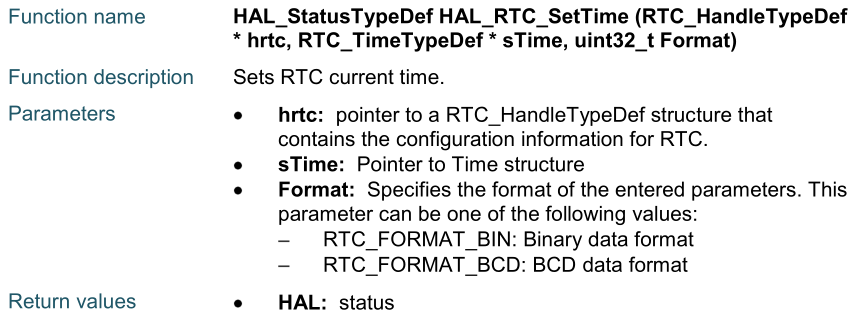 Function name HAL_StatusTypeDef HAL_RTC_SetTime (RTC_HandleTypeDef
* hrtc, RTC_TimeTypeDef * sTime, uint32_t Format)
Function description Sets RTC current time.
Parameters • hrtc: pointer to a RTC_HandleTypeDef structure that
contains the configuration information for RTC.
• sTime: Pointer to Time structure
• Format: Specifies the format of the entered parameters. This
parameter can be one of the following values:
– RTC_FORMAT_BIN: Binary data format
– RTC_FORMAT_BCD: BCD data format
Return values • HAL: status